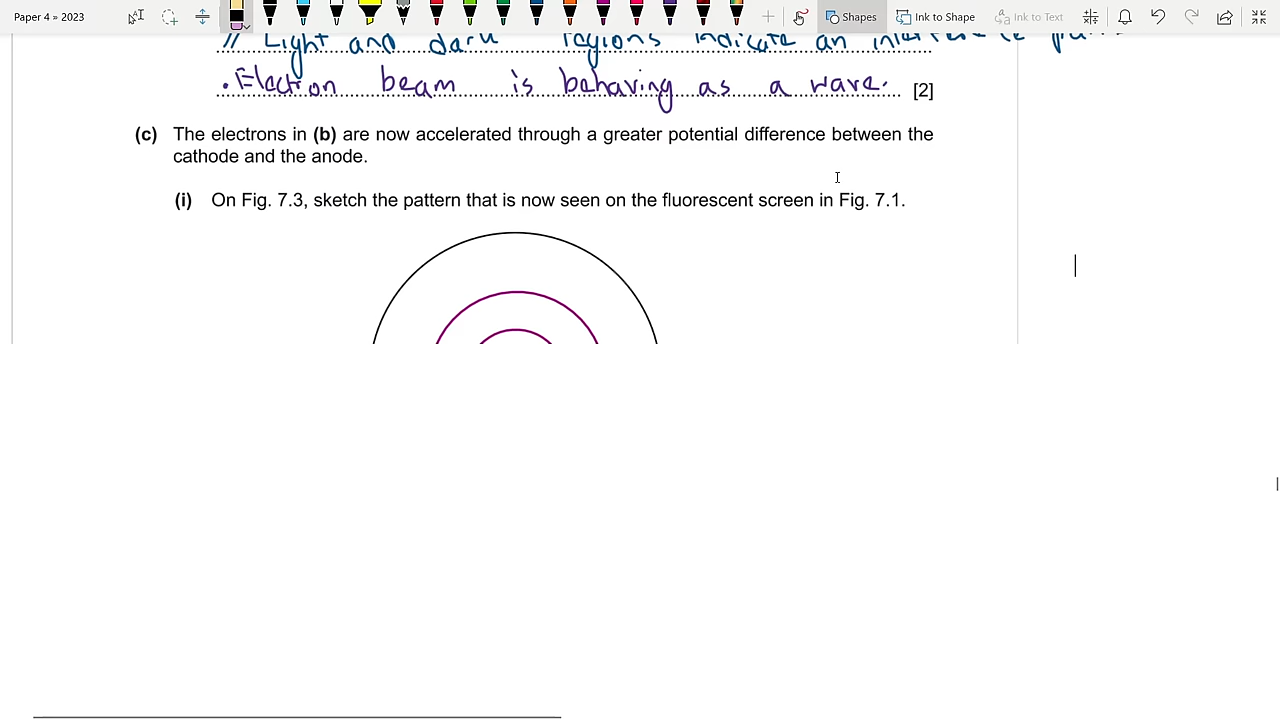 Paper 4 » 2023
Shapes Ink to Shape Ink to Text
// Light and dark regions indicate an
• Electron beam is behaving as a wave. [2]
(c) The electrons in (b) are now accelerated through a greater potential difference between the
cathode and the anode.
(i) On Fig. 7.3, sketch the pattern that is now seen on the fluorescent screen in Fig. 7.1.